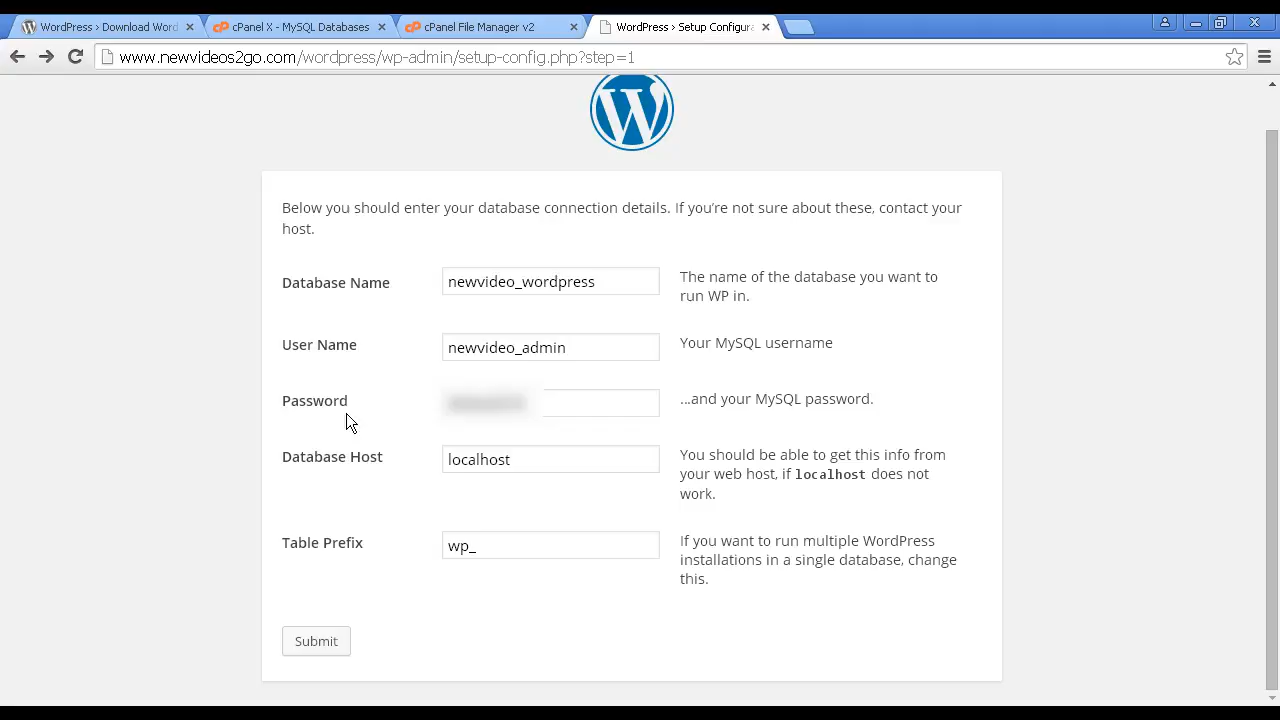 WordPress › Download Word
cPanel X - MySQL Databases
cPanel File Manager v2
WordPress › Setup Configura
www.newvideos2go.com/wordpress/wp-admin/setup-config.php?step=1
W
Below you should enter your database connection details. If you're not sure about these, contact your
host.
Database Name
newvideo_wordpress
The name of the database you want to
run WP in.
User Name
newvideo_admin
Your MySQL username
Password
...and your MySQL password.
Database Host
localhost
You should be able to get this info from
your web host, if localhost does not
work.
Table Prefix
wp_
If you want to run multiple WordPress
installations in a single database, change
this.
Submit